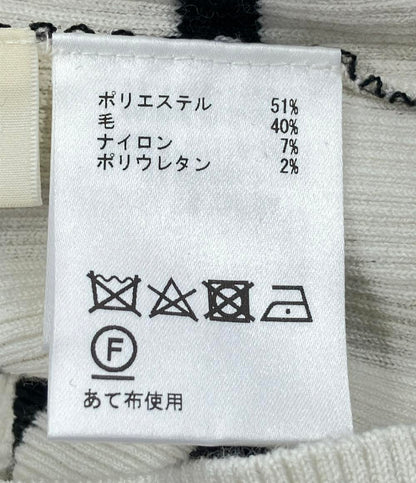 ポリエステル 51%
毛 40%
ナイロン 7%
ポリウレタン 2%
F
あて布使用